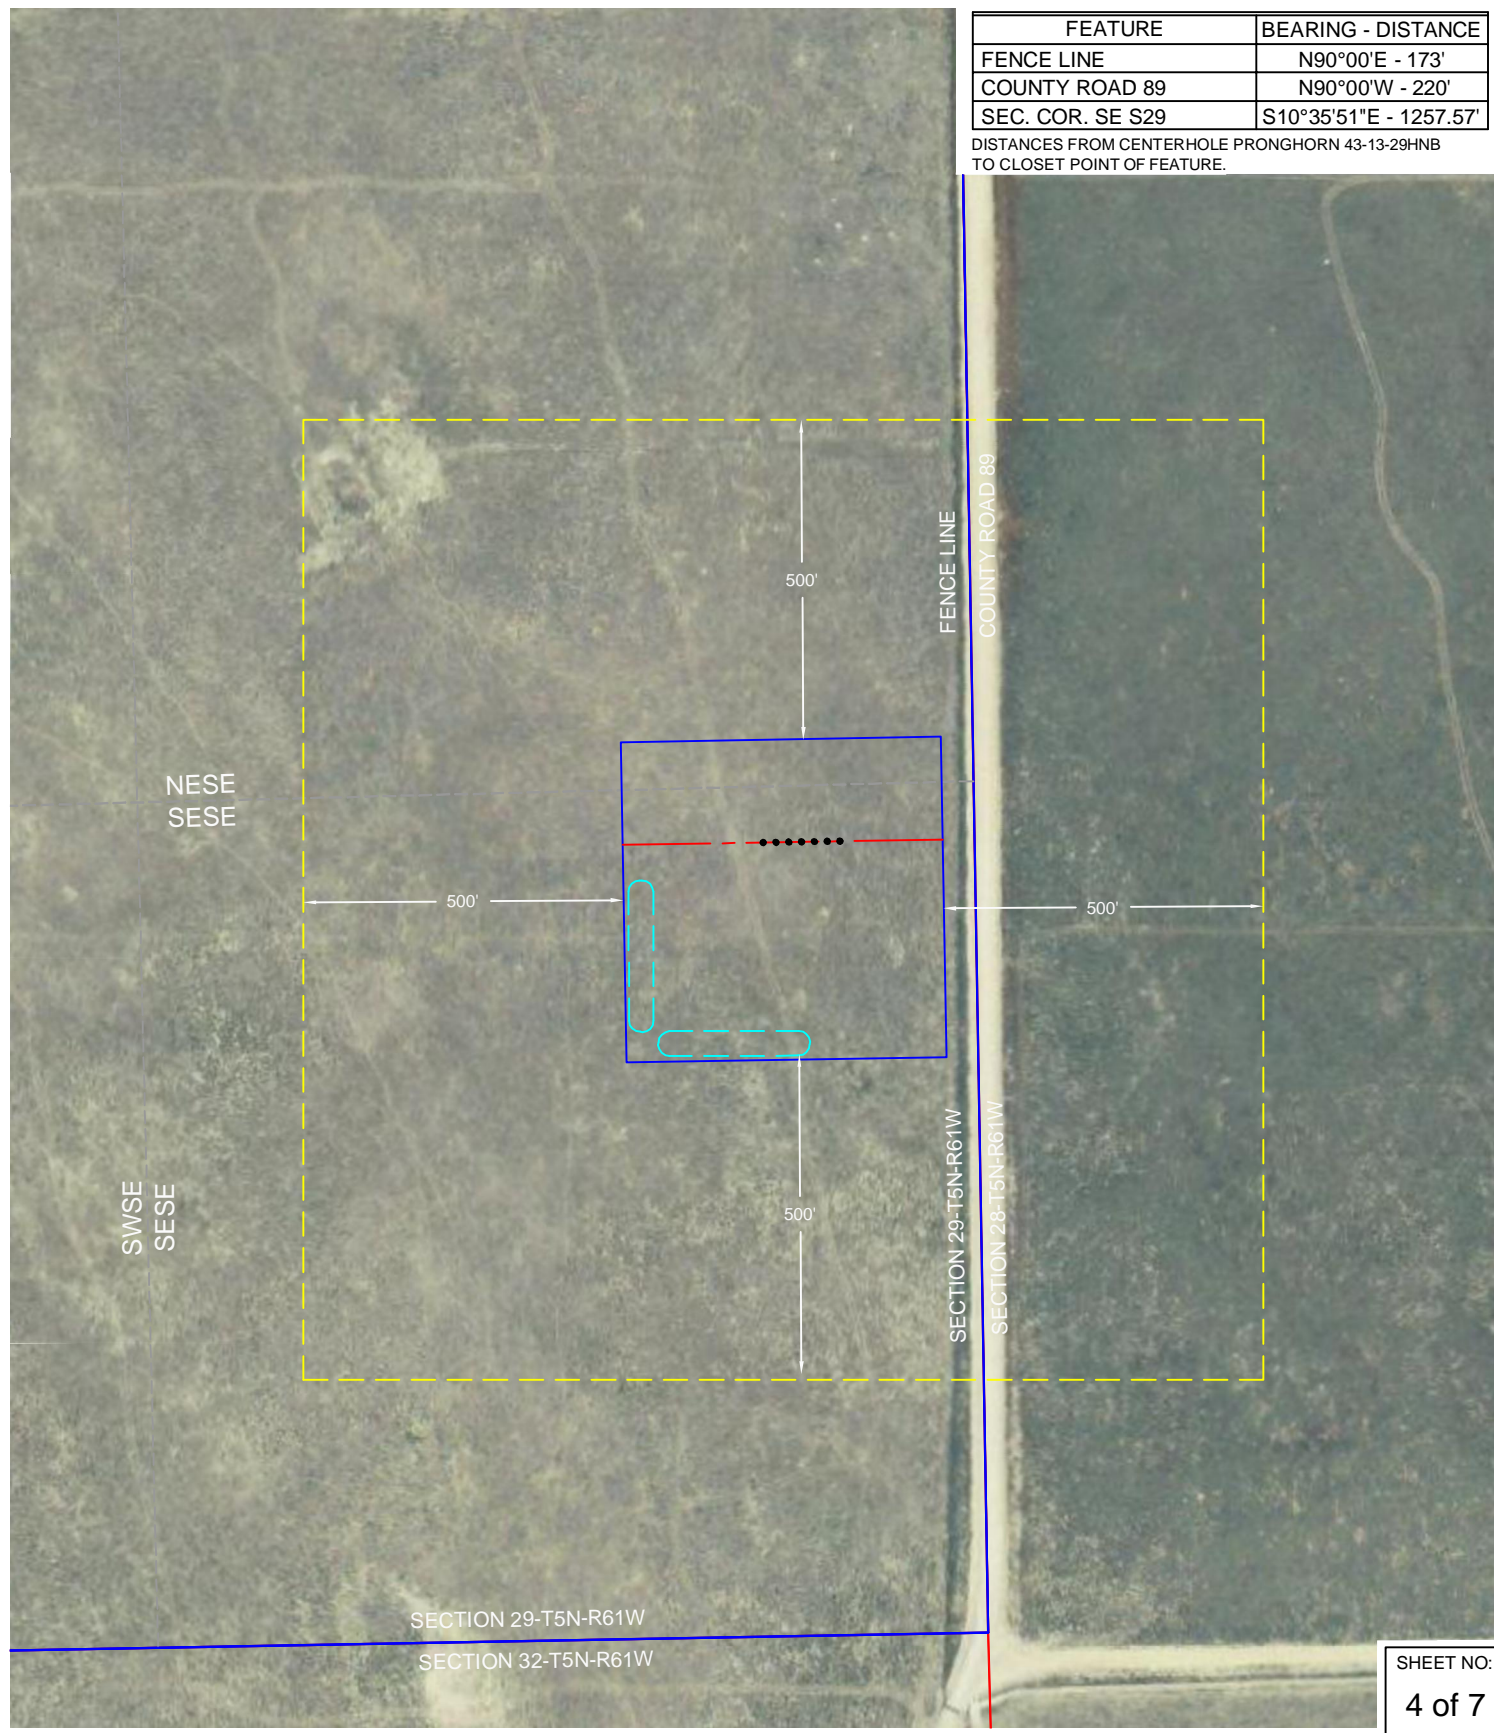 FEATURE BEARING - DISTANCE
FENCE LINE N90°00'E - 173'
COUNTY ROAD 89 N90°00'W - 220'
SEC. COR. SE S29 S10°35'51"E - 1257.57'
DISTANCES FROM CENTERHOLE PRONGHORN 43-13-29HNB
TO CLOSET POINT OF FEATURE.
FENCE LINE
COUNTY ROAD 89
500'
NESE
SESE
500'
500'
SWSE
SESE
500'
SECTION 29-T5N-R61W
SECTION 28-T5N-R61W
SECTION 29-T5N-R61W
SECTION 32-T5N-R61W
SHEET NO:
4 of 7